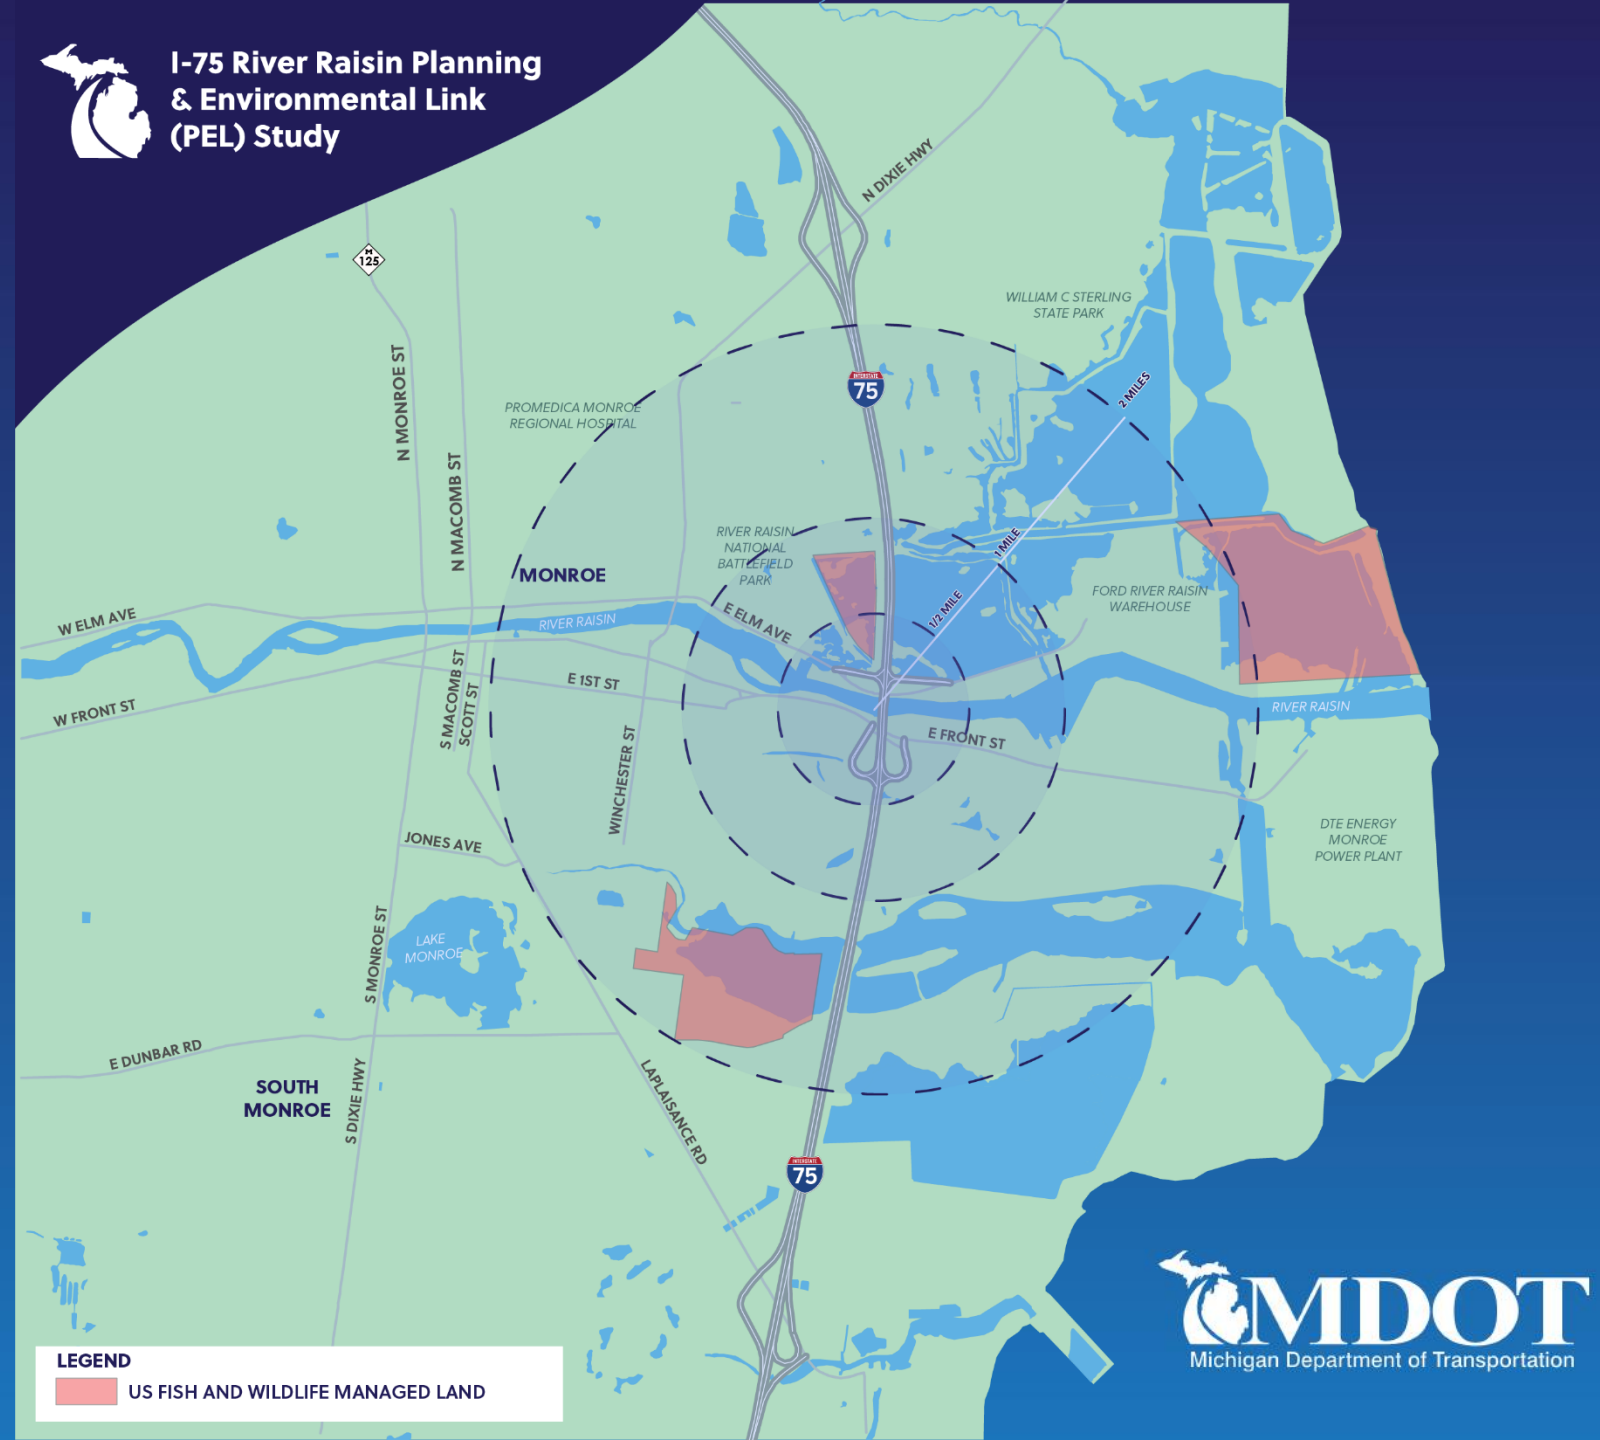 I-75 River Raisin Planning
& Environmental Link
(PEL) Study
N DIXIE HWY
M
125
WILLIAM C STERLING
STATE PARK
N MONROE ST
INTERSTATE
75
2 MILES
PROMEDICA MONROE
REGIONAL HOSPITAL
N MACOMB ST
RIVER RAISIN
NATIONAL
BATTLEFIELD
PARK
1 MILE
MONROE
FORD RIVER RAISIN
WAREHOUSE
1/2 MILE
W ELM AVE
RIVER RAISIN
E ELM AVE
E 1ST ST
S MACOMB ST
SCOTT ST
W FRONT ST
RIVER RAISIN
E FRONT ST
WINCHESTER ST
DTE ENERGY
MONROE
POWER PLANT
JONES AVE
LAKE
MONROE
S MONROE ST
E DUNBAR RD
SOUTH
MONROE
S DIXIE HWY
LAPLAISANCE RD
INTERSTATE
75
LEGEND
US FISH AND WILDLIFE MANAGED LAND
MDOT
Michigan Department of Transportation